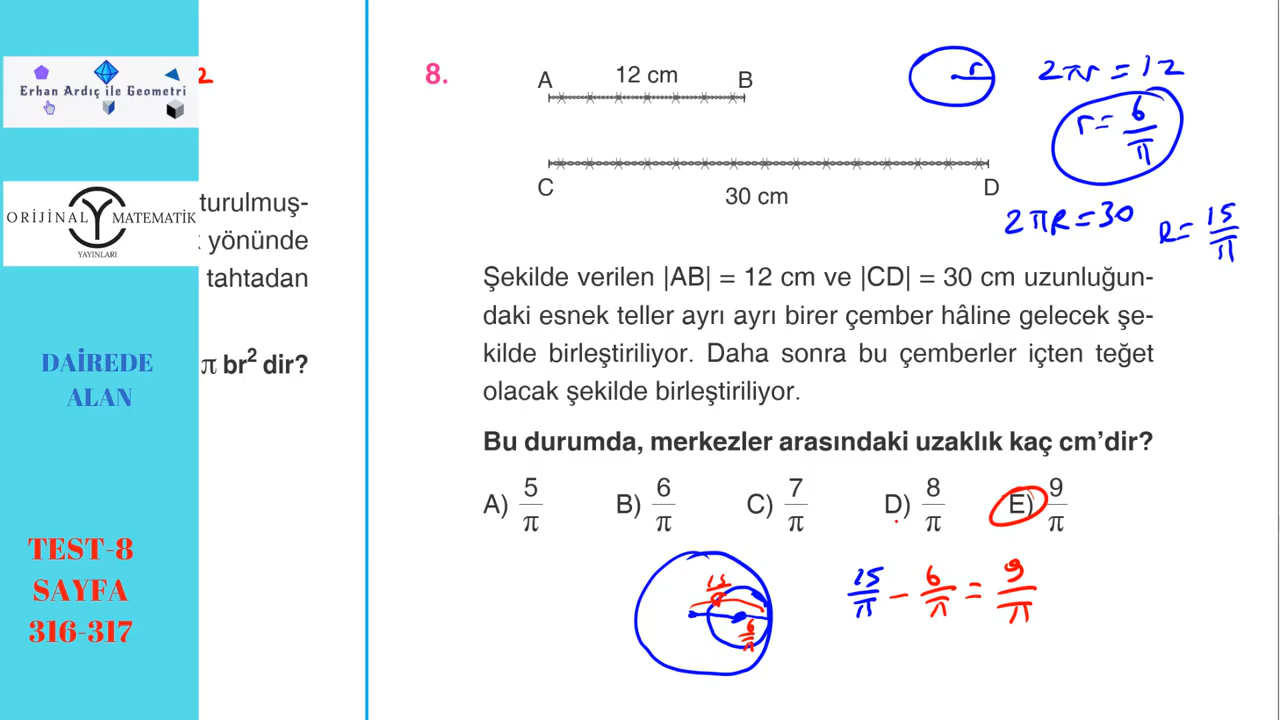 Erhan Ardıç ile Geometri
ORİJİNAL MATEMATİK
YAYINLARI
DAİREDE
ALAN
TEST-8
SAYFA
316-317
2
turulmuş-
k yönünde
tahtadan
π br² dir?
8.
A 12 cm B
C 30 cm D
r
2πr = 12
r = 6/π
2πR = 30 R = 15/π
Şekilde verilen |AB| = 12 cm ve |CD| = 30 cm uzunluğun-
daki esnek teller ayrı ayrı birer çember hâline gelecek şe-
kilde birleştiriliyor. Daha sonra bu çemberler içten teğet
olacak şekilde birleştiriliyor.
Bu durumda, merkezler arasındaki uzaklık kaç cm’dir?
A) 5/π B) 6/π C) 7/π D) 8/π E) 9/π
15/π
6/π
15/π - 6/π = 9/π